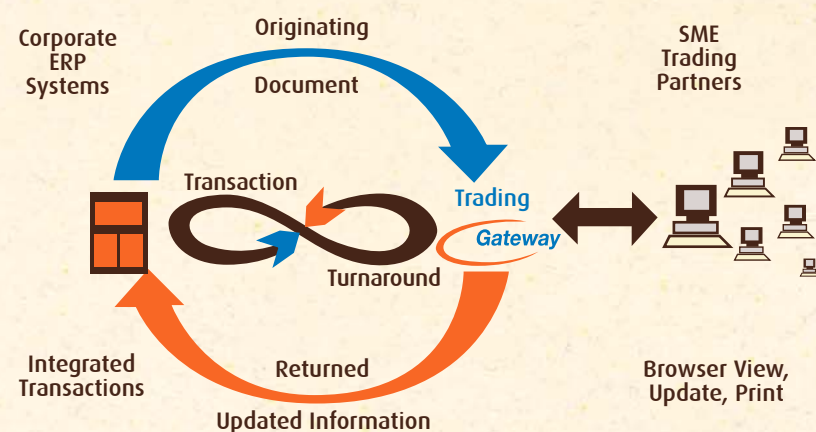 Corporate
ERP
Systems
Originating
Document
SME
Trading
Partners
Transaction
Turnaround
Trading
Gateway
Integrated
Transactions
Returned
Updated Information
Browser View,
Update, Print